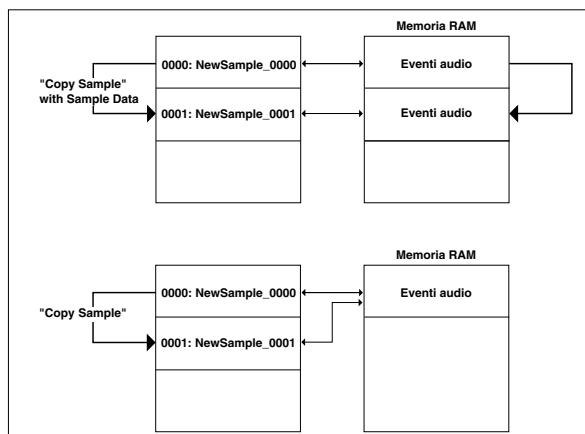 Memoria RAM
0000: NewSample_0000
Eventi audio
"Copy Sample"
with Sample Data
0001: NewSample_0001
Eventi audio
Memoria RAM
0000: NewSample_0000
Eventi audio
"Copy Sample"
0001: NewSample_0001